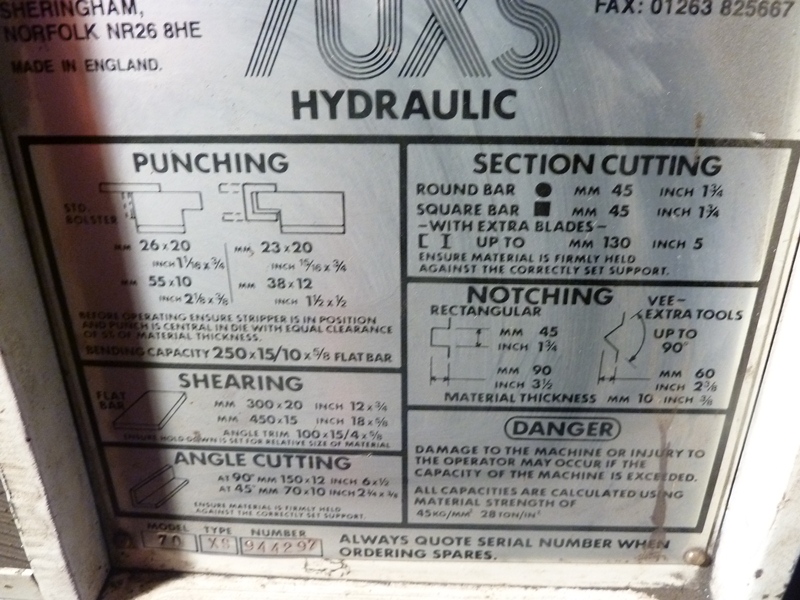 SHERINGHAM,
NORFOLK NR26 8HE
MADE IN ENGLAND.
FAX: 01263 825667
70XS
HYDRAULIC
PUNCHING
STD. BOLSTER
MM 26 x 20 MM 23 x 20
INCH 1 1/16 x 3/4 INCH 15/16 x 3/4
MM 55 x 10 MM 38 x 12
INCH 2 1/8 x 3/8 INCH 1 1/2 x 1/2
BEFORE OPERATING ENSURE STRIPPER IS IN POSITION
AND PUNCH IS CENTRAL IN DIE WITH EQUAL CLEARANCE
OF 5% OF MATERIAL THICKNESS.
BENDING CAPACITY 250 x 15/10 x 5/8 FLAT BAR
SHEARING
FLAT BAR
MM 300 x 20 INCH 12 x 3/4
MM 450 x 15 INCH 18 x 5/8
ANGLE TRIM 100 x 15/4 x 5/8
ENSURE HOLD DOWN IS SET FOR RELATIVE SIZE OF MATERIAL
ANGLE CUTTING
AT 90° MM 150 x 12 INCH 6 x 1/2
AT 45° MM 70 x 10 INCH 2 3/4 x 3/8
ENSURE MATERIAL IS FIRMLY HELD
AGAINST THE CORRECTLY SET SUPPORT.
SECTION CUTTING
ROUND BAR ● MM 45 INCH 1 3/4
SQUARE BAR ■ MM 45 INCH 1 3/4
-WITH EXTRA BLADES-
[ I UP TO MM 130 INCH 5
ENSURE MATERIAL IS FIRMLY HELD
AGAINST THE CORRECTLY SET SUPPORT.
NOTCHING
RECTANGULAR
MM 45
INCH 1 3/4
MM 90
INCH 3 1/2
VEE-
EXTRA TOOLS
UP TO
90°
MM 60
INCH 2 3/8
MATERIAL THICKNESS MM 10 INCH 3/8
DANGER
DAMAGE TO THE MACHINE OR INJURY TO
THE OPERATOR MAY OCCUR IF THE
CAPACITY OF THE MACHINE IS EXCEEDED.
ALL CAPACITIES ARE CALCULATED USING
MATERIAL STRENGTH OF
45KG/MM² 28 TON/IN²
MODEL TYPE NUMBER
70 XS 944297
ALWAYS QUOTE SERIAL NUMBER WHEN
ORDERING SPARES.